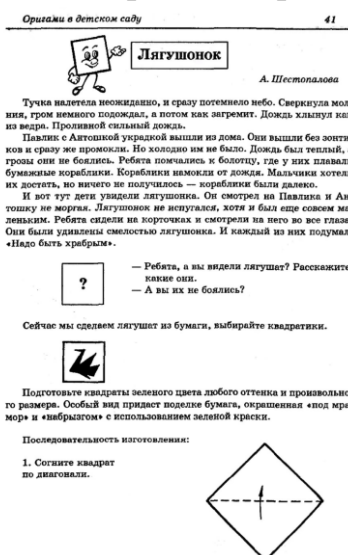 Оригами в детском саду 41
Лягушонок
А. Шестопалова
Тучка налетела неожиданно, и сразу потемнело небо. Сверкнула мол
ния, гром немного подождал, а потом как загремит. Дождь хлынул как
из ведра. Проливной сильный дождь.
Павлик с Антошкой украдкой вышли из дома. Они вышли без зонти
ков и сразу же промокли. Но холодно им не было. Дождь был теплый,
грозы они не боялись. Ребята помчались к болотцу, где у них плавал
бумажные кораблики. Кораблики намокли от дождя. Мальчики хотел
их достать, но ничего не получилось — кораблики были далеко.
И вот тут дети увидели лягушонка. Он смотрел на Павлика и Ан
тошку не моргая. Лягушонок не испугался, хотя и был еще совсем ма
леньким. Ребята сидели на корточках и смотрели на него во все глаза
Они были удивлены смелостью лягушонка. И каждый из них подумал
«Надо быть храбрым».
?
— Ребята, а вы видели лягушат? Расскажите
какие они.
— А вы их не боялись?
Сейчас мы сделаем лягушат из бумаги, выбирайте квадратики.
Подготовьте квадраты зеленого цвета любого оттенка и произвольно
го размера. Особый вид придаст поделке бумага, окрашенная «под мра
мор» и «набрызгом» с использованием зеленой краски.
Последовательность изготовления:
1. Согните квадрат
по диагонали.